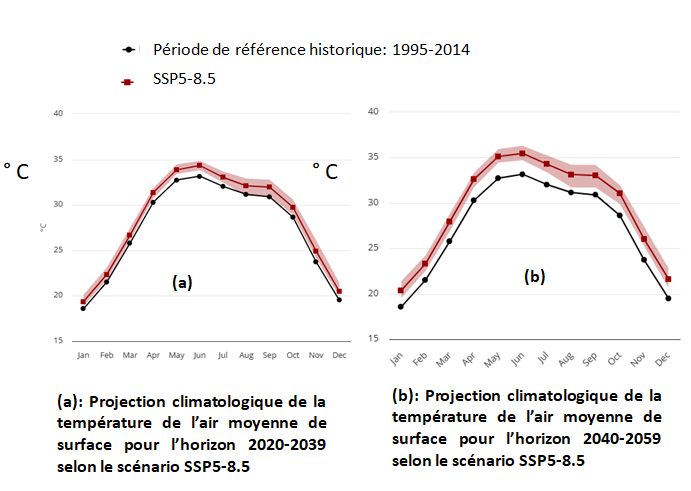 Période de référence historique: 1995-2014
SSP5-8.5
° C
40
35
30
25
20
15
°C
Jan Feb Mar Apr May Jun Jul Aug Sep Oct Nov Dec
(a)
° C
40
35
30
25
20
15
Jan Feb Mar Apr May Jun Jul Aug Sep Oct Nov Dec
(b)
(a): Projection climatologique de la
température de l’air moyenne de
surface pour l’horizon 2020-2039
selon le scénario SSP5-8.5
(b): Projection climatologique de la
température de l’air moyenne de
surface pour l’horizon 2040-2059
selon le scénario SSP5-8.5